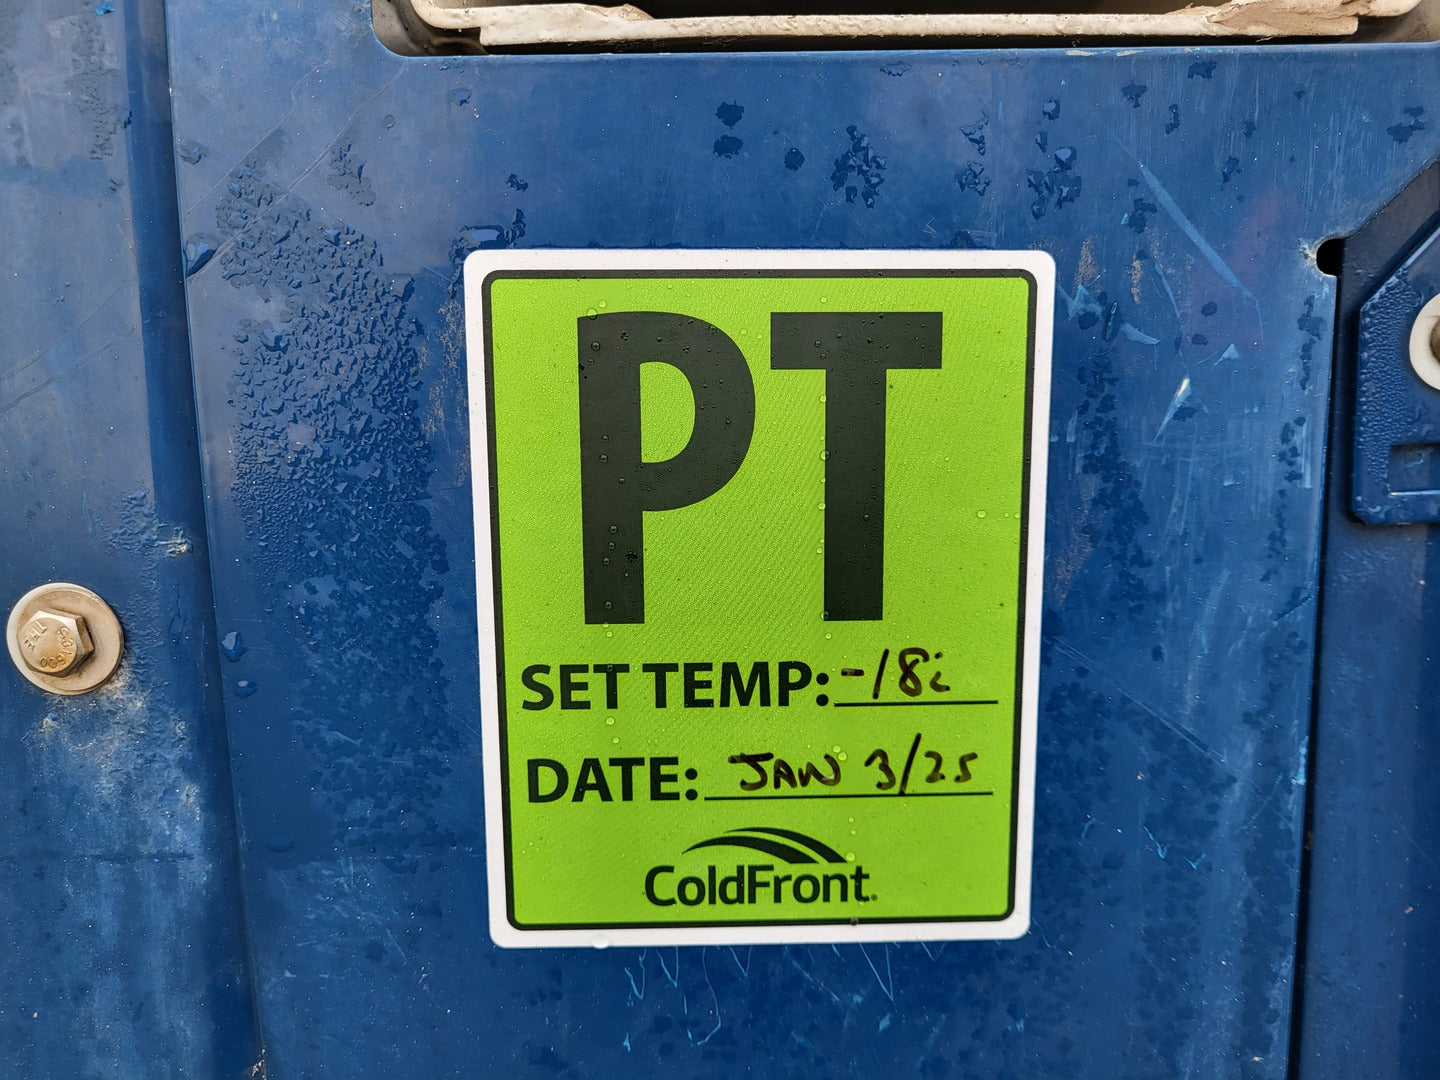 PT
SET TEMP: -18c
DATE: JAN 3/25
ColdFront.